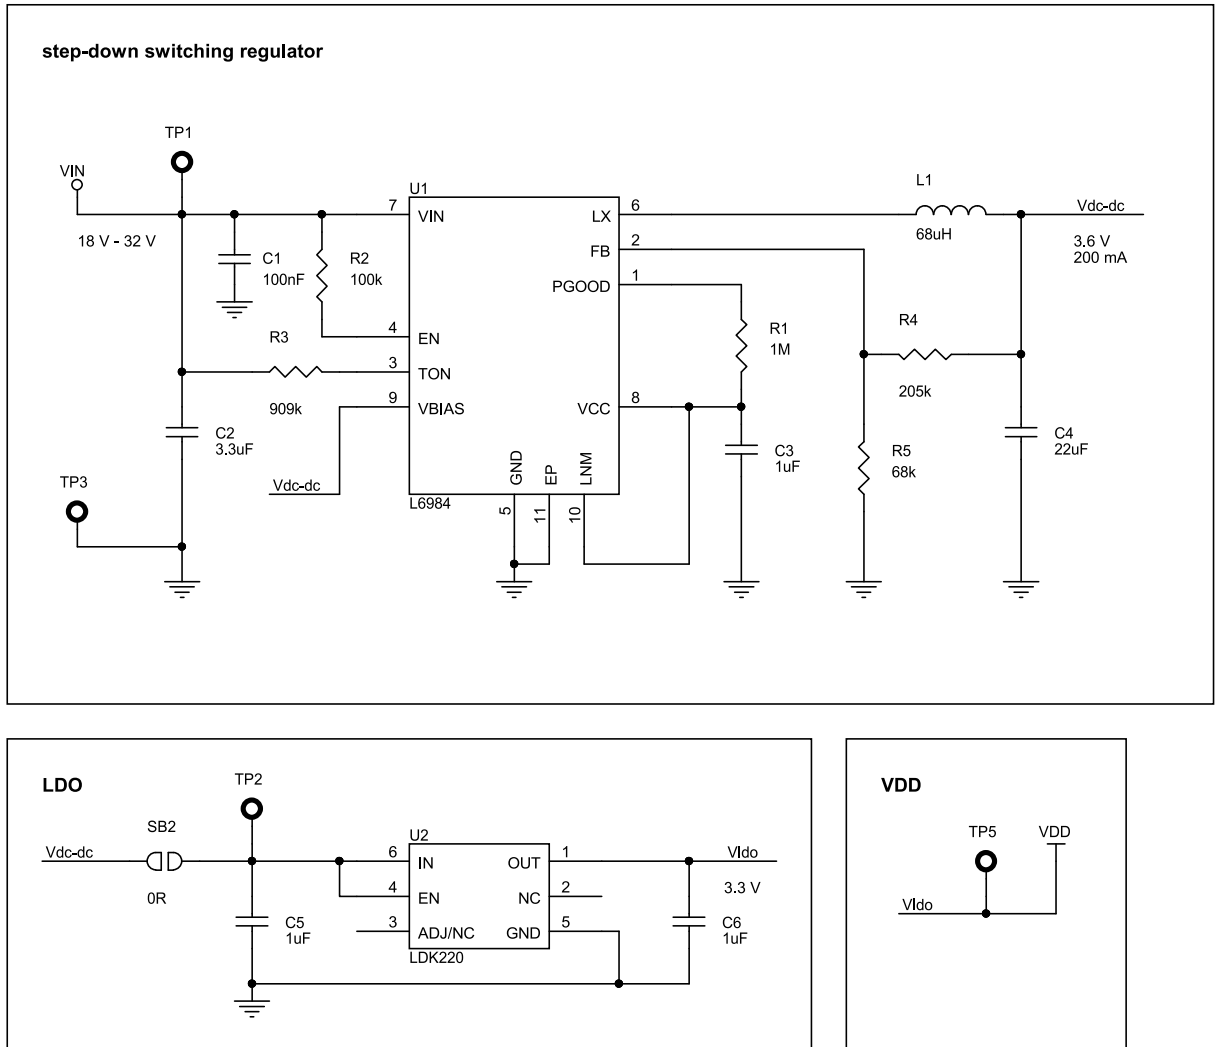 step-down switching regulator
TP1
VIN
18 V - 32 V
C1
100nF
R2
100k
R3
909k
C2
3.3uF
TP3
Vdc-dc
U1
7
VIN
4
EN
3
TON
9
VBIAS
LX
6
FB
2
PGOOD
1
VCC
8
GND
EP
LNM
5
11
10
L6984
L1
68uH
Vdc-dc
3.6 V
200 mA
R1
1M
R4
205k
C3
1uF
R5
68k
C4
22uF
LDO
TP2
SB2
Vdc-dc
0R
C5
1uF
U2
6
IN
4
EN
3
ADJ/NC
OUT
1
NC
2
GND
5
LDK220
Vldo
3.3 V
C6
1uF
VDD
TP5
VDD
Vldo